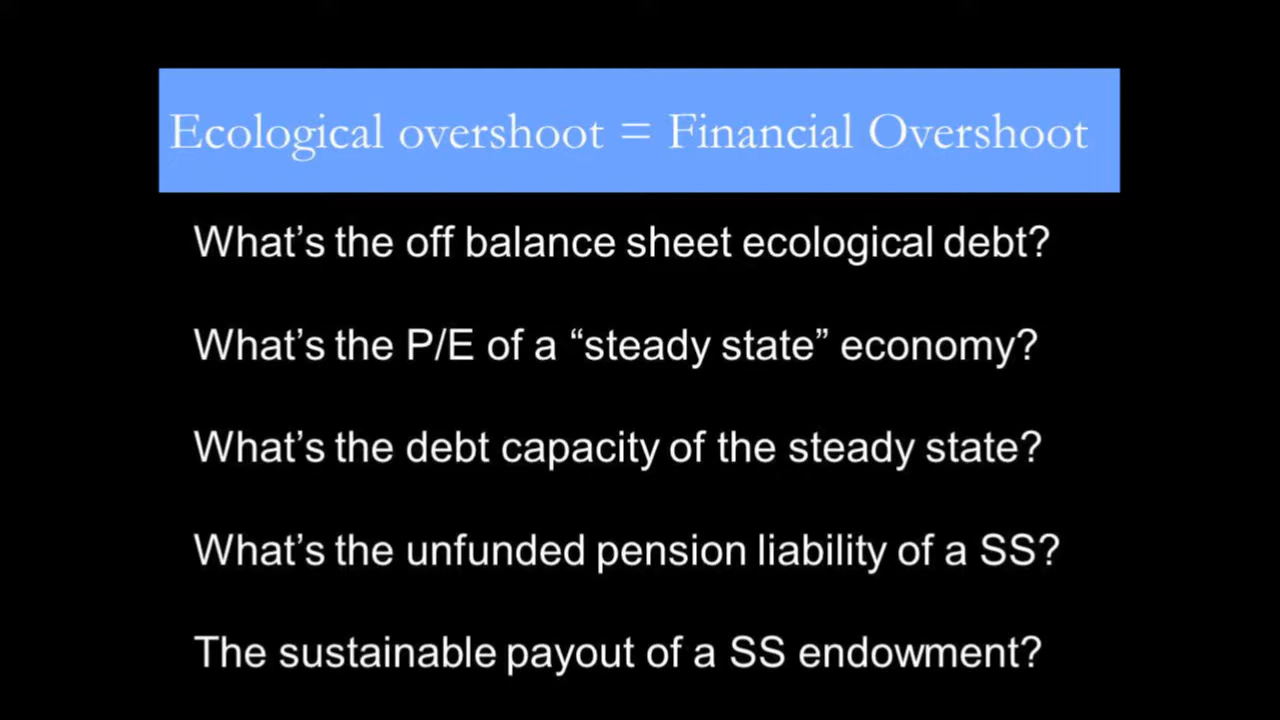 Ecological overshoot = Financial Overshoot
What’s the off balance sheet ecological debt?
What’s the P/E of a “steady state” economy?
What’s the debt capacity of the steady state?
What’s the unfunded pension liability of a SS?
The sustainable payout of a SS endowment?